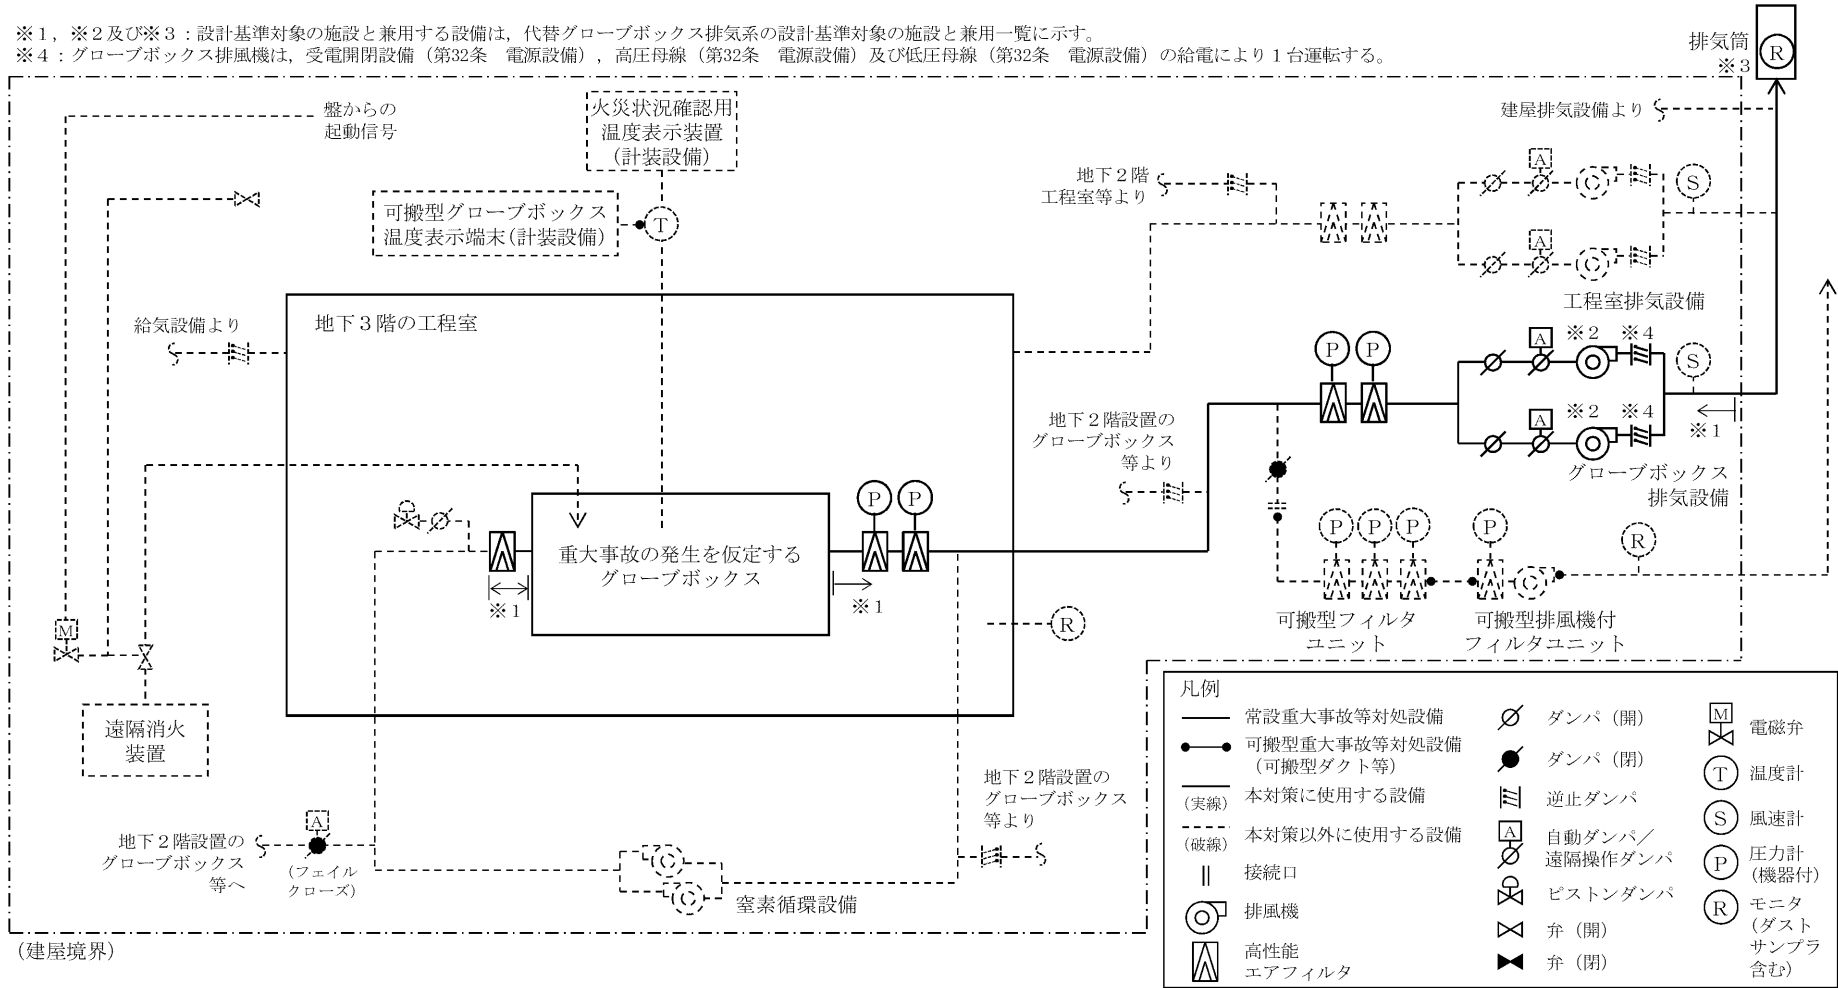 ※１，※２及び※３：設計基準対象の施設と兼用する設備は，代替グローブボックス排気系の設計基準対象の施設と兼用一覧に示す。
※４：グローブボックス排風機は，受電開閉設備（第32条　電源設備），高圧母線（第32条　電源設備）及び低圧母線（第32条　電源設備）の給電により１台運転する。
排気筒
※３
R
盤からの
起動信号
火災状況確認用
温度表示装置
（計装設備）
可搬型グローブボックス
温度表示端末（計装設備）
T
建屋排気設備より
地下２階
工程室等より
A
S
A
工程室排気設備
給気設備より
地下３階の工程室
P
P
A
※２
※４
S
A
※２
※４
※１
グローブボックス
排気設備
地下２階設置の
グローブボックス
等より
P
P
重大事故の発生を仮定する
グローブボックス
※１
※１
R
P
P
P
P
R
可搬型フィルタ
ユニット
可搬型排風機付
フィルタユニット
M
遠隔消火
装置
地下２階設置の
グローブボックス
等へ
A
（フェイル
クローズ）
地下２階設置の
グローブボックス
等より
窒素循環設備
（建屋境界）
凡例
常設重大事故等対処設備
可搬型重大事故等対処設備
（可搬型ダクト等）
（実線）
本対策に使用する設備
（破線）
本対策以外に使用する設備
接続口
排風機
高性能
エアフィルタ
ダンパ（開）
ダンパ（閉）
逆止ダンパ
A
自動ダンパ／
遠隔操作ダンパ
ピストンダンパ
弁（開）
弁（閉）
M
電磁弁
T
温度計
S
風速計
P
圧力計
（機器付）
R
モニタ
（ダスト
サンプラ
含む）